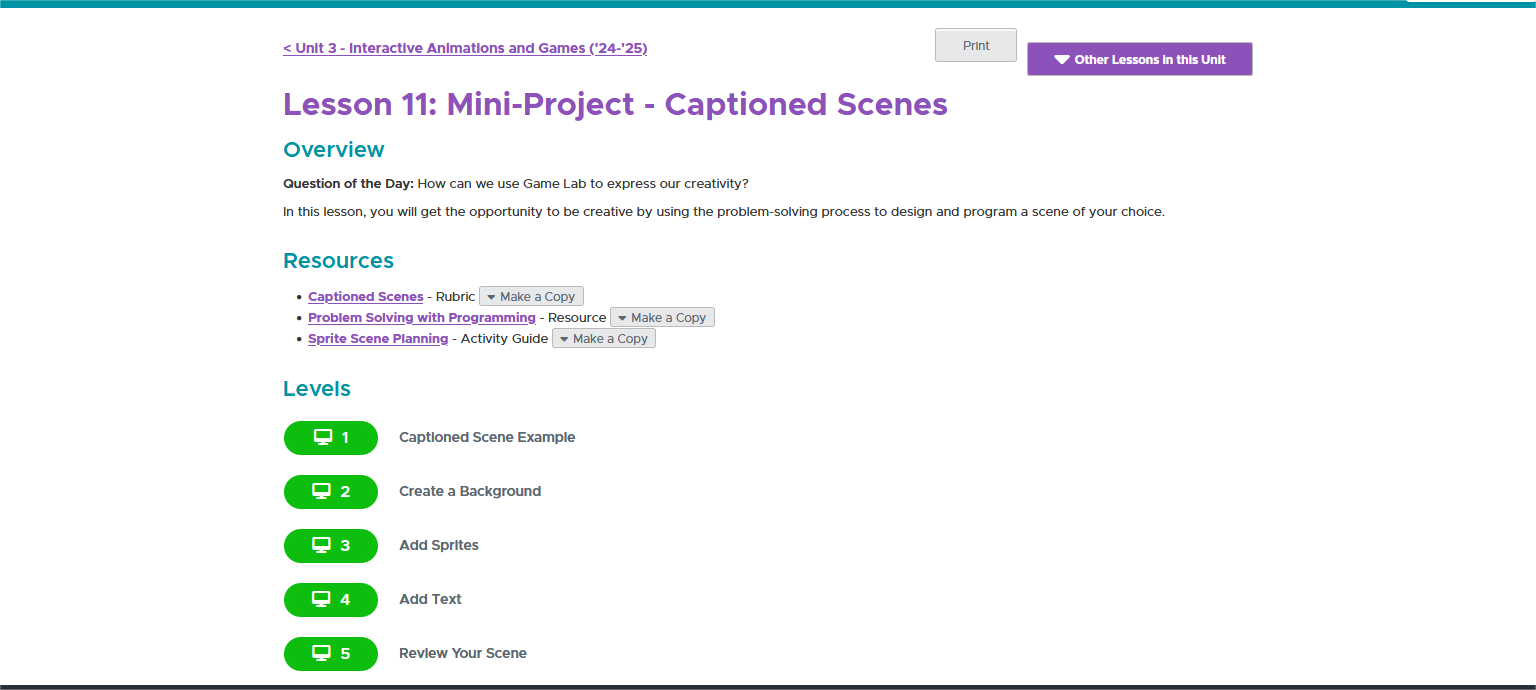 < Unit 3 - Interactive Animations and Games ('24-'25)
Print
Other Lessons in this Unit
Lesson 11: Mini-Project - Captioned Scenes
Overview
Question of the Day: How can we use Game Lab to express our creativity?
In this lesson, you will get the opportunity to be creative by using the problem-solving process to design and program a scene of your choice.
Resources
• Captioned Scenes - Rubric Make a Copy
• Problem Solving with Programming - Resource Make a Copy
• Sprite Scene Planning - Activity Guide Make a Copy
Levels
1 Captioned Scene Example
2 Create a Background
3 Add Sprites
4 Add Text
5 Review Your Scene